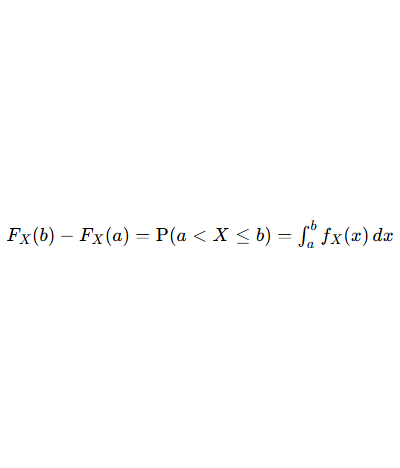 F_X(b) − F_X(a) = P(a < X ≤ b) = ∫_a^b f_X(x) dx